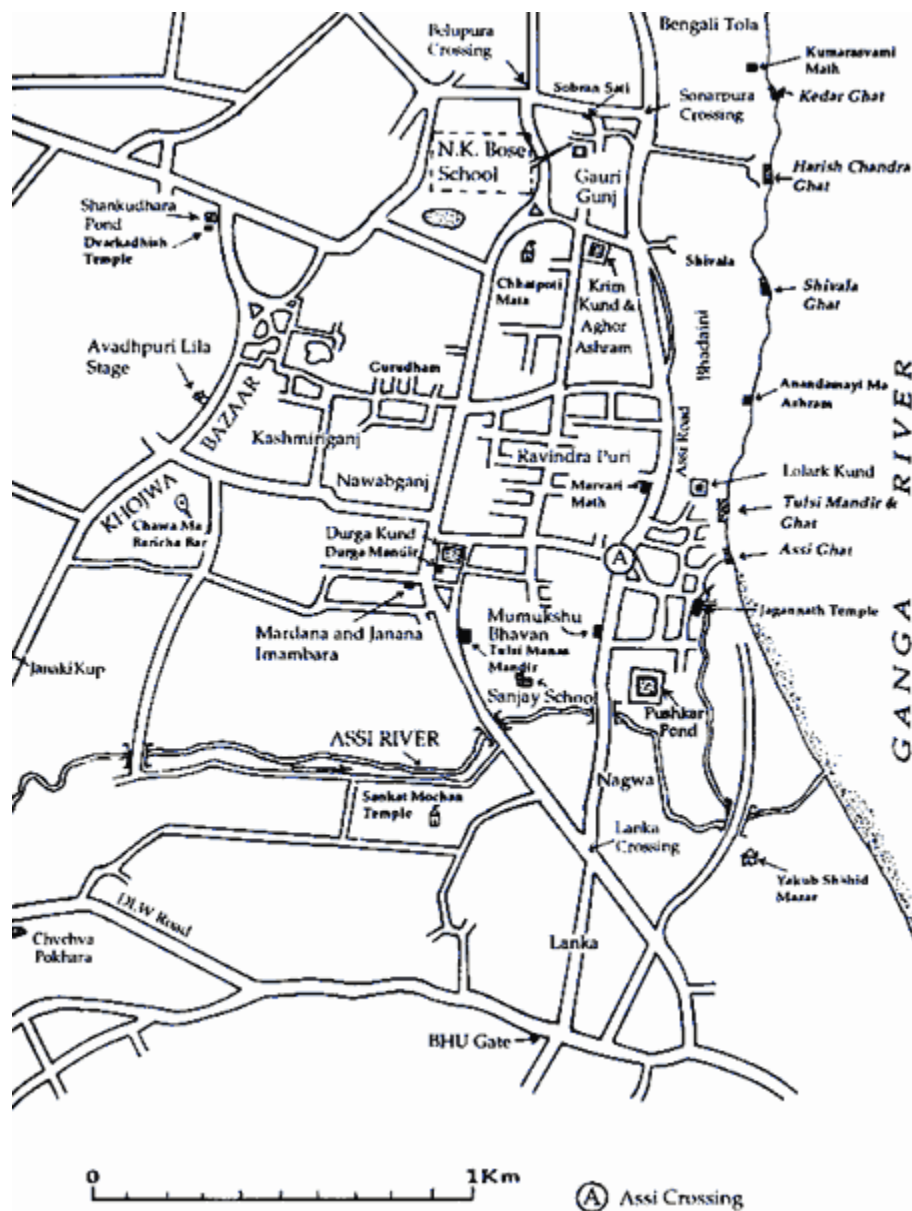 Belupura
Crossing
Bengali Tola
Kumarasvami
Math
Sobran Sati
Sonarpura
Crossing
Kedar Ghat
N.K. Bose
School
Gauri
Gunj
Harish Chandra
Ghat
Shankudhara
Pond
Dvarkadhish
Temple
Chhatpoti
Mata
Krim
Kund &
Aghor
Ashram
Shivala
Shivala
Ghat
Bhadaini
Avadhpuri Lila
Stage
Gurudham
Anandamayi Ma
Ashram
GANGA RIVER
BAZAAR
Kashmiriganj
Ravindra Puri
Assi Road
Nawabganj
Marvari
Math
Lolark Kund
KHOJWA
Tulsi Mandir &
Ghat
Durga Kund
Durga Mandir
A
Assi Ghat
Mardana and Janana
Imambara
Mumukshu
Bhavan
Tulsi Manas
Mandir
Jagannath Temple
Janaki Kup
Sanjay School
Pushkar
Pond
ASSI RIVER
Nagwa
Sankat Mochan
Temple
Lanka
Crossing
Yakub Shahid
Mazar
DLW Road
Pokhara
Lanka
BHU Gate
0 1Km
A Assi Crossing